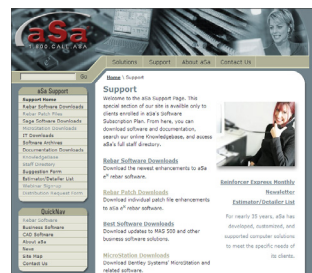 aSa
1 800 CALL ASA
Solutions
Support
About aSa
Contact Us
Go
Home \ Support
aSa Support
Support Home
Rebar Software Downloads
Rebar Patch Files
Sage Software Downloads
MicroStation Downloads
IT Downloads
Software Archives
Documentation Downloads
Knowledgebase
Staff Directory
Suggestion Form
Estimator/Detailer List
Webinar Sign-up
Distribution Request Form
QuickNav
Rebar Software
Business Software
CAD Software
About aSa
News
Site Map
Contact Us
Support
Welcome to the aSa Support Page. This
special section of our site is available only to
clients enrolled in aSa's Software
Subscription Plan. From here, you can
download software and documentation,
search our online Knowledgebase, and access
aSa's full staff directory.
Rebar Software Downloads
Download the newest enhancements to aSa
rebar software.
Rebar Patch Downloads
Download individual patch file enhancements
to aSa rebar software.
Best Software Downloads
Download updates to MAS 500 and other
business software solutions.
MicroStation Downloads
Download Bentley Systems' MicroStation and
related software.
Reinforcer Express Monthly
Newsletter
Estimator/Detailer List
For nearly 35 years, aSa has
developed, customized, and
supported computer solutions
to meet the specific needs of
its clients.